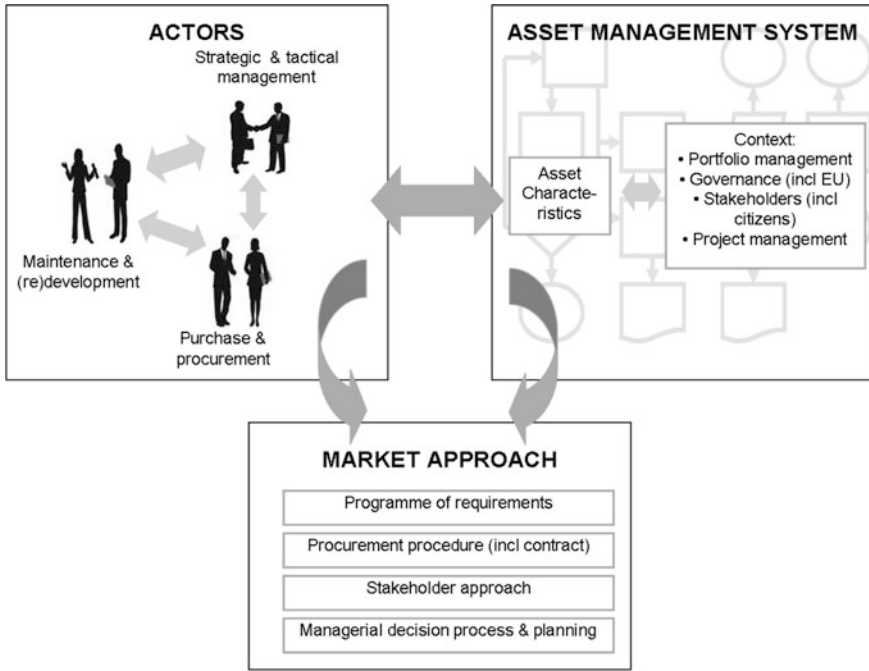 ACTORS
Strategic & tactical
management
Maintenance &
(re)development
Purchase &
procurement
ASSET MANAGEMENT SYSTEM
Asset
Characte-
ristics
Context:
• Portfolio management
• Governance (incl EU)
• Stakeholders (incl
citizens)
• Project management
MARKET APPROACH
Programme of requirements
Procurement procedure (incl contract)
Stakeholder approach
Managerial decision process & planning